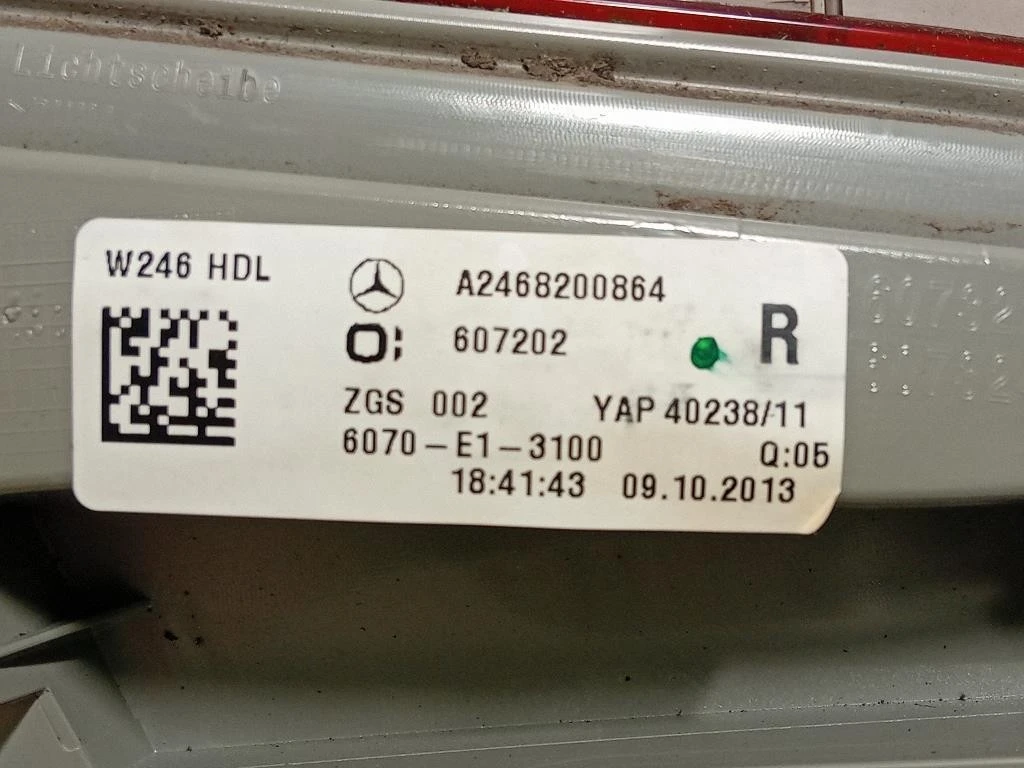 Lichtscheibe
W246 HDL
A2468200864
607202
R
ZGS 002 YAP 40238/11
6070-E1-3100
Q:05
18:41:43 09.10.2013